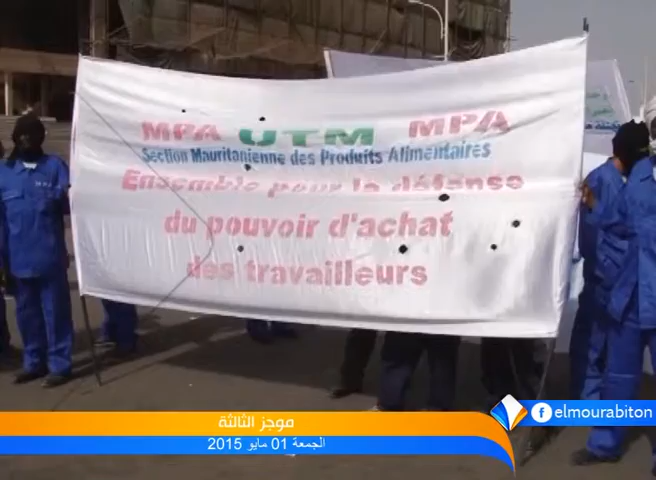 MPA UTM MPA
Section Mauritanienne des Produits Alimentaires
Ensemble pour la défense
du pouvoir d'achat
des travailleurs
موجز الثالثة
الجمعة 01 مايو 2015
elmourabiton